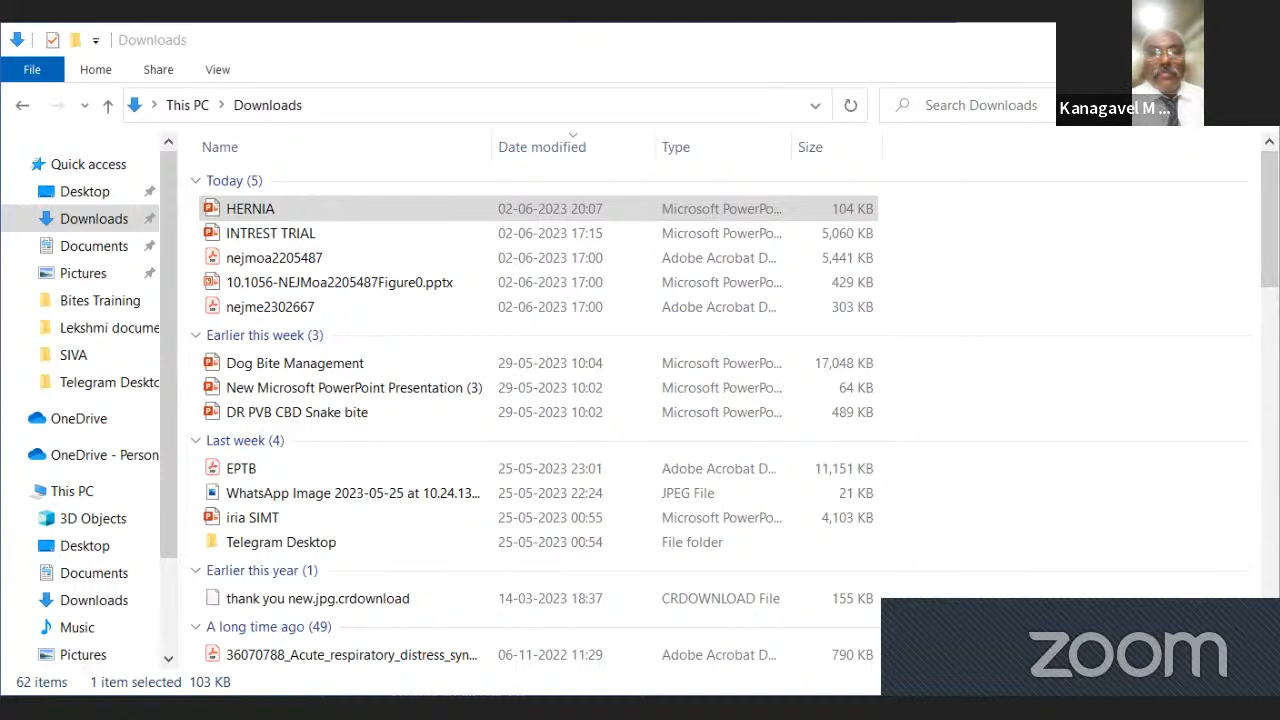 Downloads
File Home Share View
This PC Downloads Search Downloads
Kanagavel M ...
Name Date modified Type Size
Quick access
Desktop
Downloads
Documents
Pictures
Bites Training
Lekshmi docume
SIVA
Telegram Deskto
OneDrive
OneDrive - Person
This PC
3D Objects
Desktop
Documents
Downloads
Music
Pictures
Today (5)
HERNIA 02-06-2023 20:07 Microsoft PowerPo... 104 KB
INTREST TRIAL 02-06-2023 17:15 Microsoft PowerPo... 5,060 KB
nejmoa2205487 02-06-2023 17:00 Adobe Acrobat D... 5,441 KB
10.1056-NEJMoa2205487Figure0.pptx 02-06-2023 17:00 Microsoft PowerPo... 429 KB
nejme2302667 02-06-2023 17:00 Adobe Acrobat D... 303 KB
Earlier this week (3)
Dog Bite Management 29-05-2023 10:04 Microsoft PowerPo... 17,048 KB
New Microsoft PowerPoint Presentation (3) 29-05-2023 10:02 Microsoft PowerPo... 64 KB
DR PVB CBD Snake bite 29-05-2023 10:02 Microsoft PowerPo... 489 KB
Last week (4)
EPTB 25-05-2023 23:01 Adobe Acrobat D... 11,151 KB
WhatsApp Image 2023-05-25 at 10.24.13... 25-05-2023 22:24 JPEG File 21 KB
iria SIMT 25-05-2023 00:55 Microsoft PowerPo... 4,103 KB
Telegram Desktop 25-05-2023 00:54 File folder
Earlier this year (1)
thank you new.jpg.crdownload 14-03-2023 18:37 CRDOWNLOAD File 155 KB
A long time ago (49)
36070788_Acute_respiratory_distress_syn... 06-11-2022 11:29 Adobe Acrobat D... 790 KB
62 items 1 item selected 103 KB
zoom